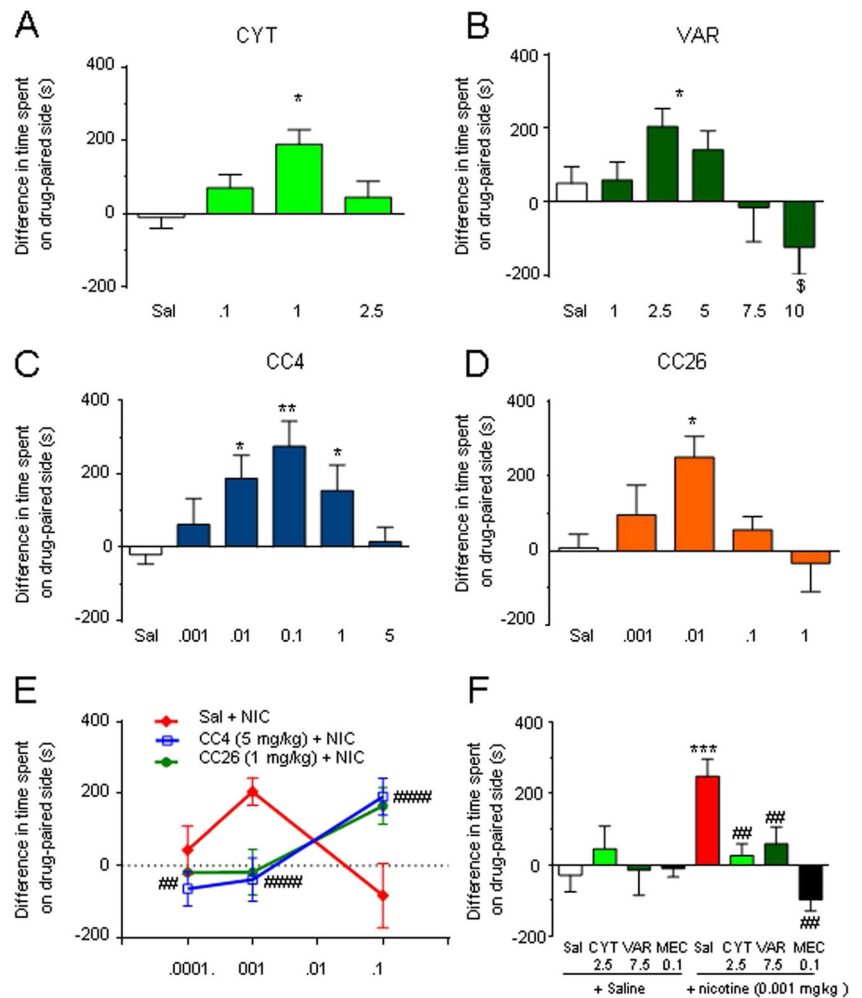 A
CYT
Difference in time spent
on drug-paired side (s)
400
200
0
-200
*
Sal .1 1 2.5
B
VAR
Difference in time spent
on drug-paired side (s)
400
200
0
-200
*
$
Sal 1 2.5 5 7.5 10
C
CC4
Difference in time spent
on drug-paired side (s)
400
200
0
-200
* ** *
Sal .001 .01 0.1 1 5
D
CC26
Difference in time spent
on drug-paired side (s)
400
200
0
-200
*
Sal .001 .01 .1 1
E
Difference in time spent
on drug-paired side (s)
400
200
0
-200
Sal + NIC
CC4 (5 mg/kg) + NIC
CC26 (1 mg/kg) + NIC
####
##
####
.0001. 001 .01 .1
F
Difference in time spent
on drug-paired side (s)
400
200
0
-200
***
## ##
##
Sal CYT VAR MEC Sal CYT VAR MEC
2.5 7.5 0.1 2.5 7.5 0.1
+ Saline + nicotine (0.001 mgkg )